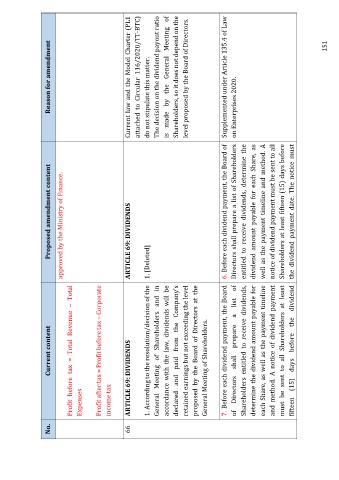 No.
Current content
Proposed amendment content
Reason for amendment
Profit before tax = Total Revenue – Total
Expenses
Profit after tax = Profit before tax – Corporate
income tax
approved by the Ministry of Finance.
66
ARTICLE 69: DIVIDENDS
1. According to the resolution/decision of the
General Meeting of Shareholders and in
accordance with the law, dividends will be
declared and paid from the Company's
retained earnings but not exceeding the level
proposed by the Board of Directors at the
General Meeting of Shareholders.
ARTICLE 69: DIVIDENDS
1. [Deleted]
Current law and the Model Charter (PLI
attached to Circular 116/2020/TT-BTC)
do not stipulate this matter.
The decision on the dividend payout ratio
is made by the General Meeting of
Shareholders, so it does not depend on the
level proposed by the Board of Directors.
7. Before each dividend payment, the Board
of Directors shall prepare a list of
Shareholders entitled to receive dividends,
determine the dividend amount payable for
each Share, as well as the payment timeline
and method. A notice of dividend payment
must be sent to all Shareholders at least
fifteen (15) days before the dividend
6. Before each dividend payment, the Board of
Directors shall prepare a list of Shareholders
entitled to receive dividends, determine the
dividend amount payable for each Share, as
well as the payment timeline and method. A
notice of dividend payment must be sent to all
Shareholders at least fifteen (15) days before
the dividend payment date. The notice must
Supplemented under Article 135.4 of Law
on Enterprises 2020.
151